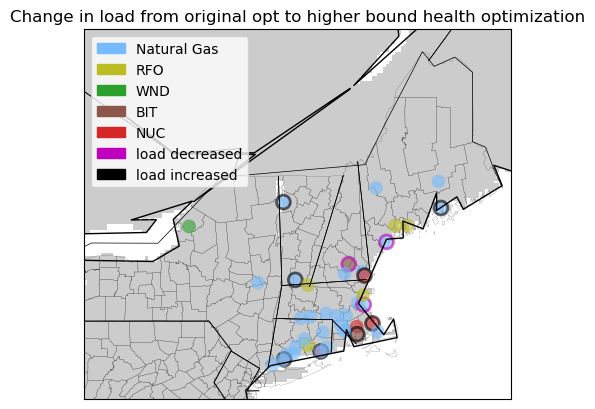 Change in load from original opt to higher bound health optimization
Natural Gas
RFO
WND
BIT
NUC
load decreased
load increased